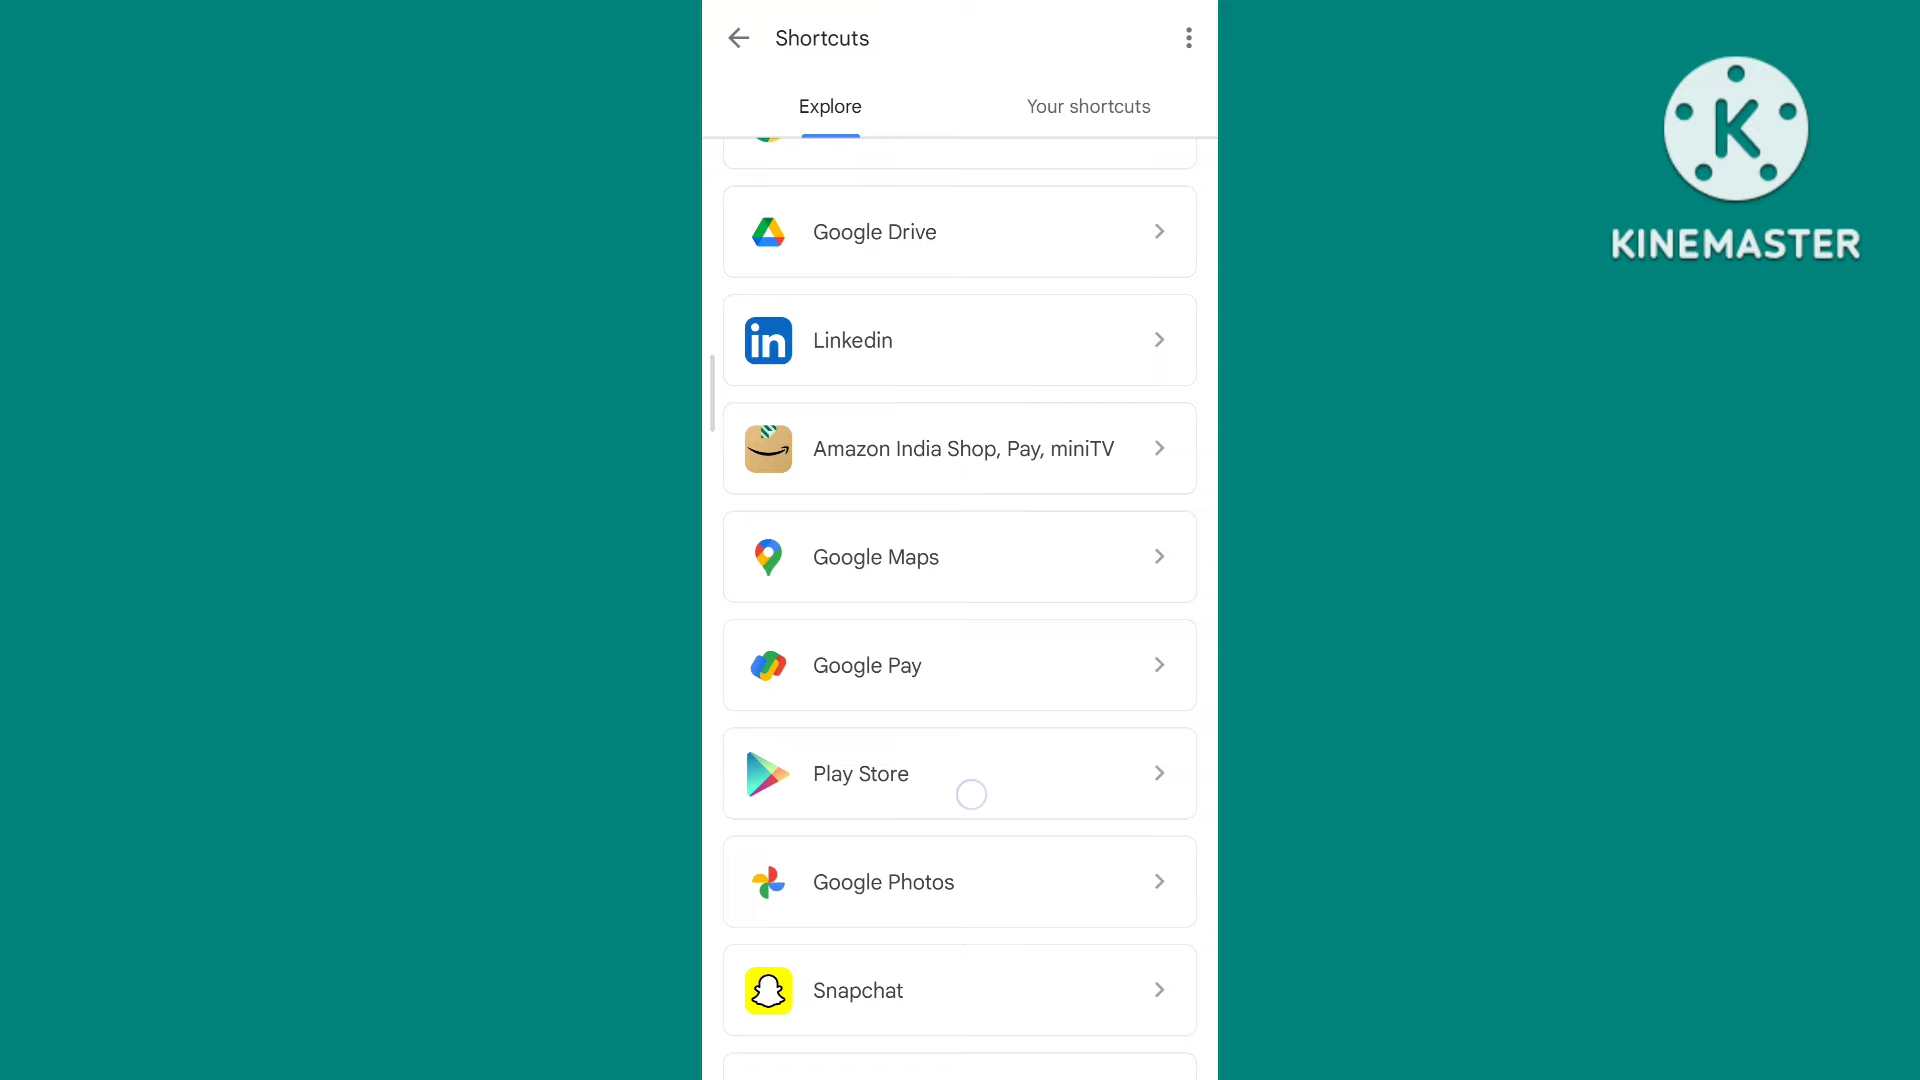 Shortcuts
Explore
Your shortcuts
K
KINEMASTER
Google Drive
in Linkedin
Amazon India Shop, Pay, miniTV
Google Maps
Google Pay
Play Store
Google Photos
Snapchat